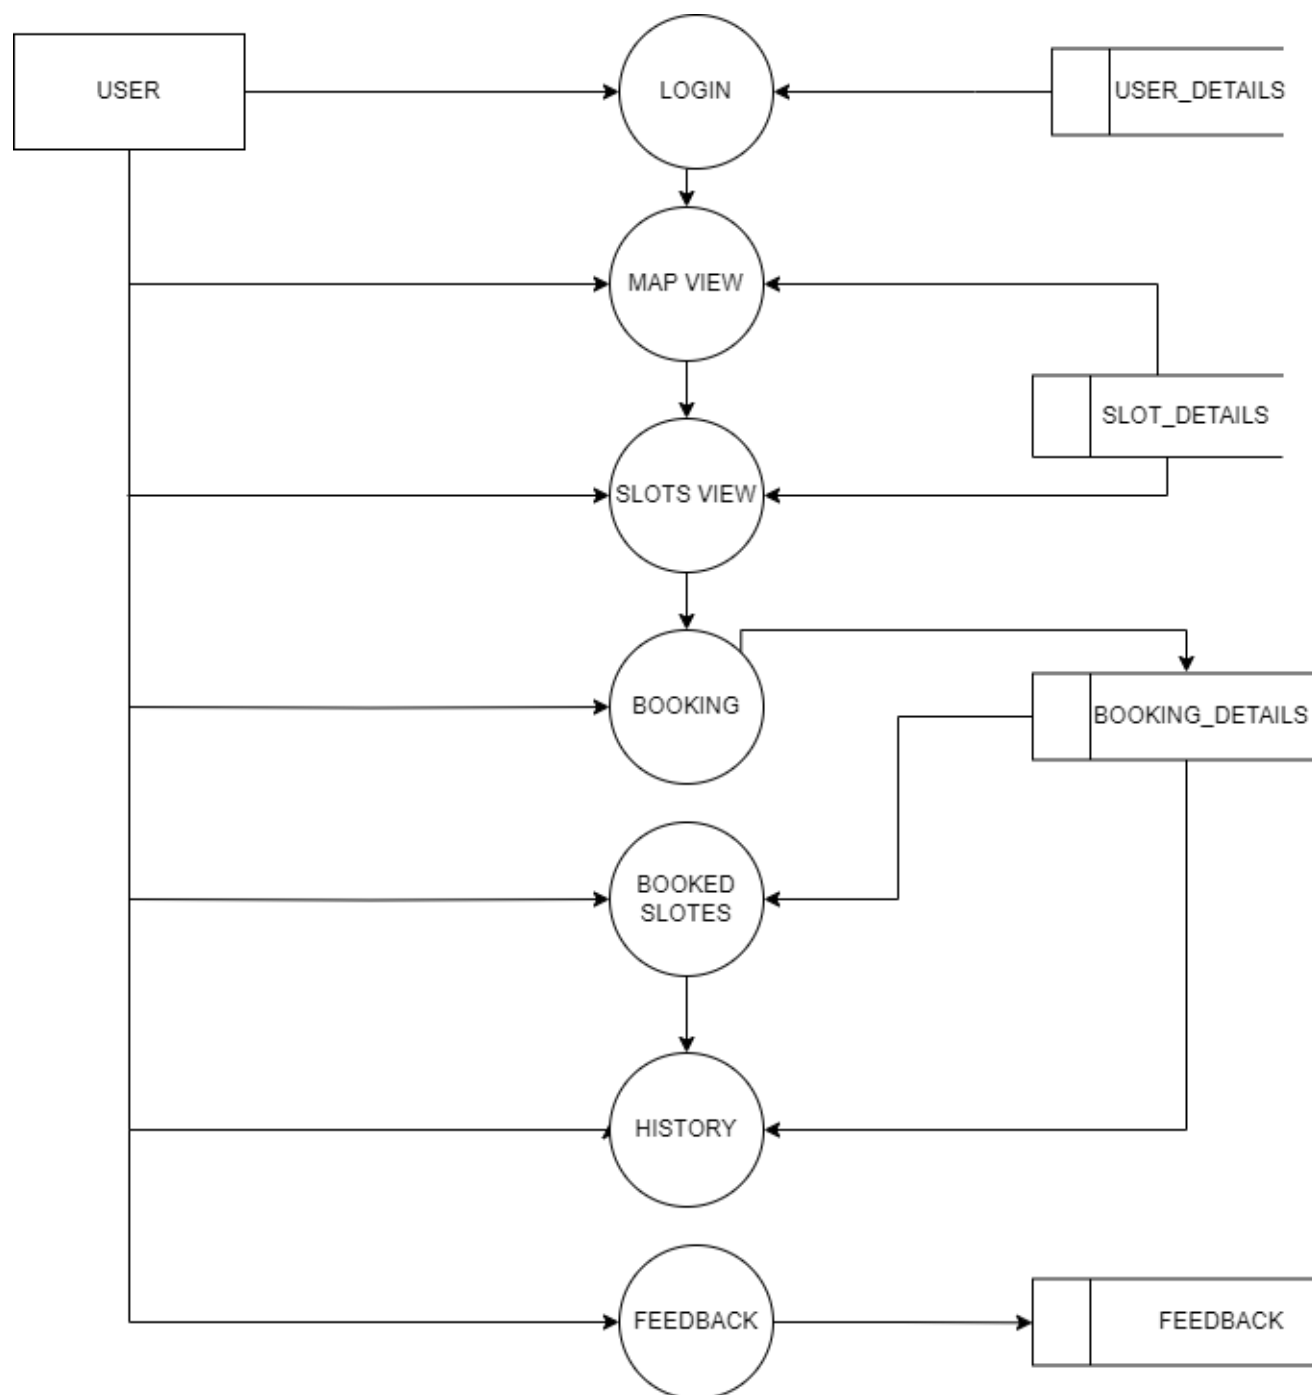 USER
LOGIN
USER_DETAILS
MAP VIEW
SLOT_DETAILS
SLOTS VIEW
BOOKING
BOOKING_DETAILS
BOOKED
SLOTES
HISTORY
FEEDBACK
FEEDBACK